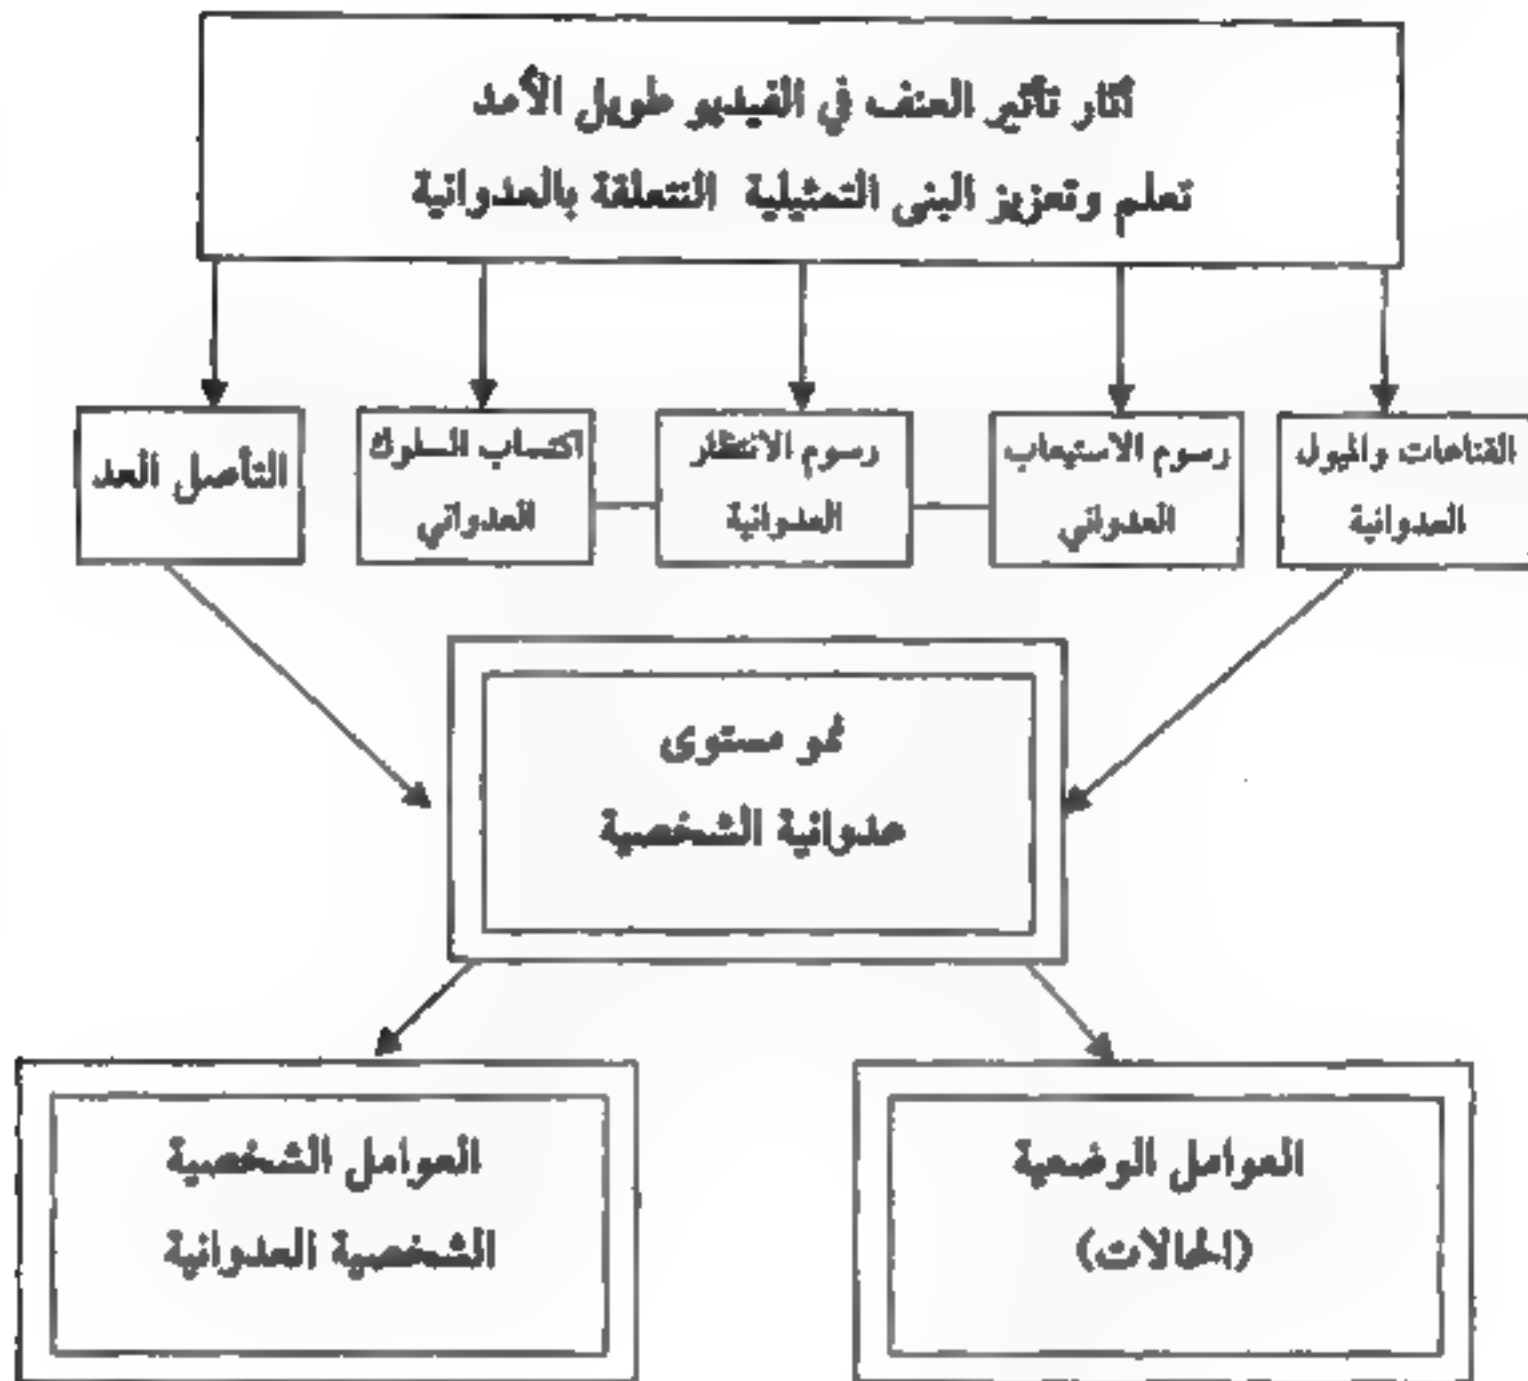 آثار تأثير العنف في الفيديو طويل الأمد
تعلم وتعزيز البنى التمثيلية التتعلقة بالعدوانية
القناعات والميول
العدوانية
رسوم الاستيعاب
العدواني
رسوم الانتظار
العدوانية
اكتساب السلوك
العدواني
التأصل العد
نمو مستوى
عدوانية الشخصية
العوامل الوضعية
(الحالات)
العوامل الشخصية
الشخصية العدوانية